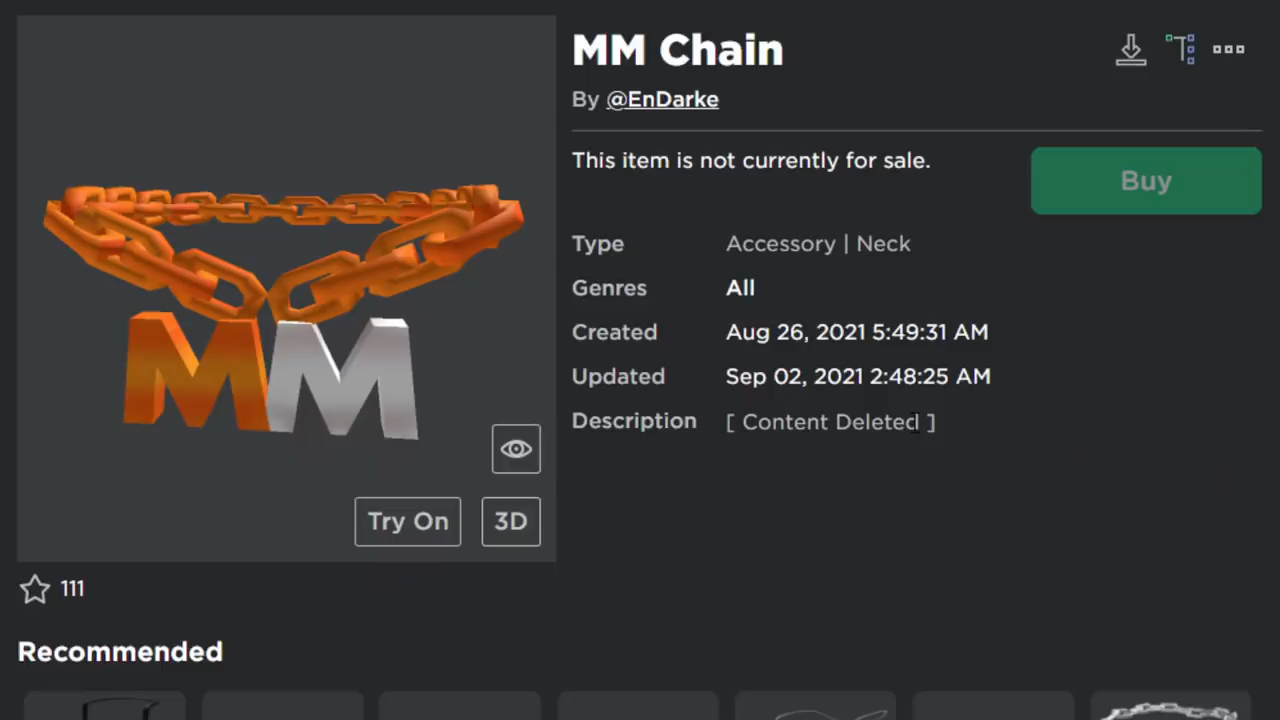 MM Chain
By @EnDarke
This item is not currently for sale.
Buy
Type Accessory | Neck
Genres All
Created Aug 26, 2021 5:49:31 AM
Updated Sep 02, 2021 2:48:25 AM
Description [ Content Deleted ]
MM
Try On 3D
111
Recommended